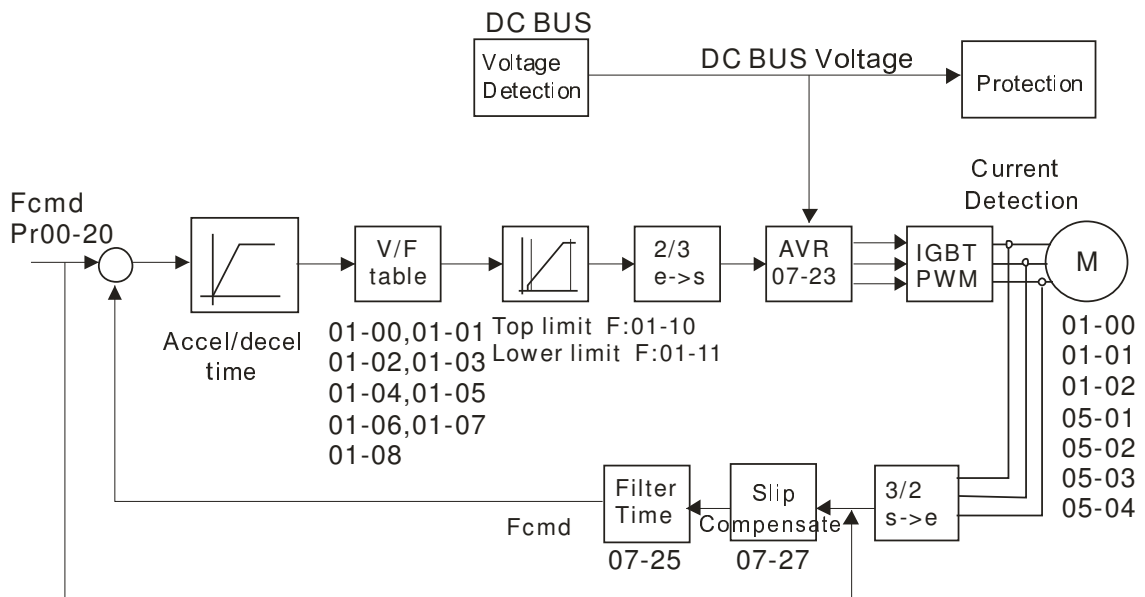 DC BUS
Voltage
Detection
DC BUS Voltage
Protection
Current
Detection
Fcmd
Pr00-20
V/F
table
2/3
e->s
AVR
07-23
IGBT
PWM
M
Accel/decel
time
01-00,01-01
01-02,01-03
01-04,01-05
01-06,01-07
01-08
Top limit F:01-10
Lower limit F:01-11
01-00
01-01
01-02
05-01
05-02
05-03
05-04
Fcmd
Filter
Time
07-25
Slip
Compensate
07-27
3/2
s->e